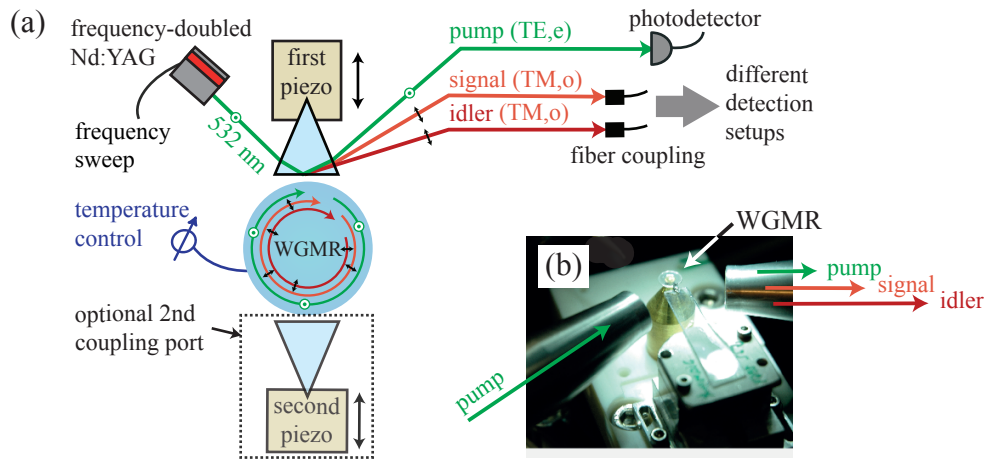 (a)
frequency-doubled
Nd:YAG
first
piezo
pump (TE,e)
photodetector
signal (TM,o)
idler (TM,o)
different
detection
setups
fiber coupling
532 nm
frequency
sweep
temperature
control
WGMR
optional 2nd
coupling port
second
piezo
(b)
WGMR
pump
signal
idler
pump